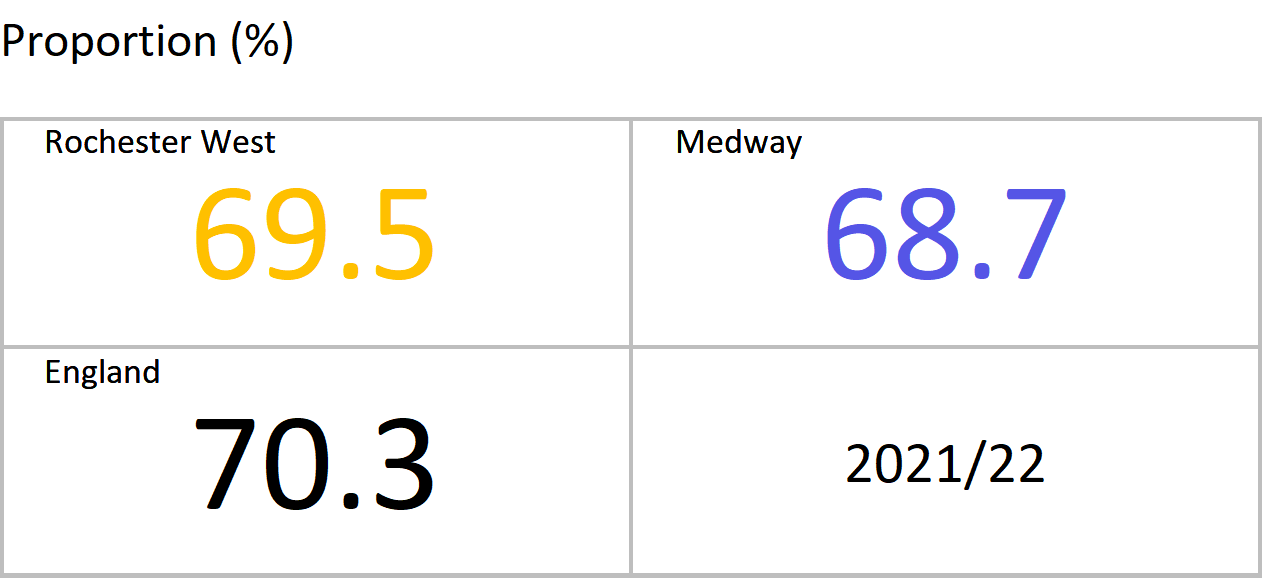 Proportion (%)
Rochester West
69.5
Medway
68.7
England
70.3
2021/22